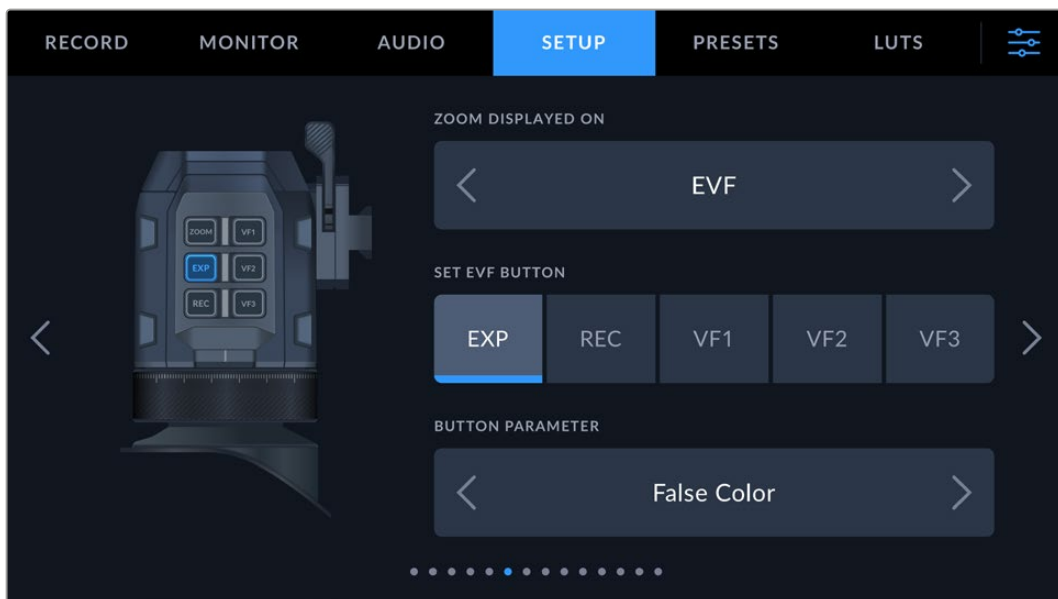 RECORD MONITOR AUDIO SETUP PRESETS LUTS
ZOOM DISPLAYED ON
EVF
ZOOM VF1
EXP VF2
REC VF3
SET EVF BUTTON
EXP REC VF1 VF2 VF3
BUTTON PARAMETER
False Color